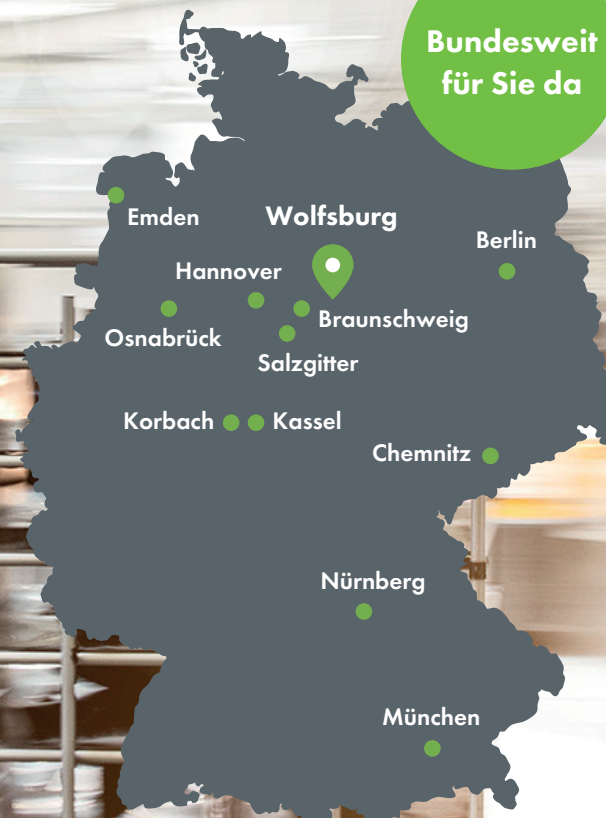 Bundesweit
für Sie da
Emden
Wolfsburg
Berlin
Hannover
Braunschweig
Osnabrück
Salzgitter
Korbach
Kassel
Chemnitz
Nürnberg
München